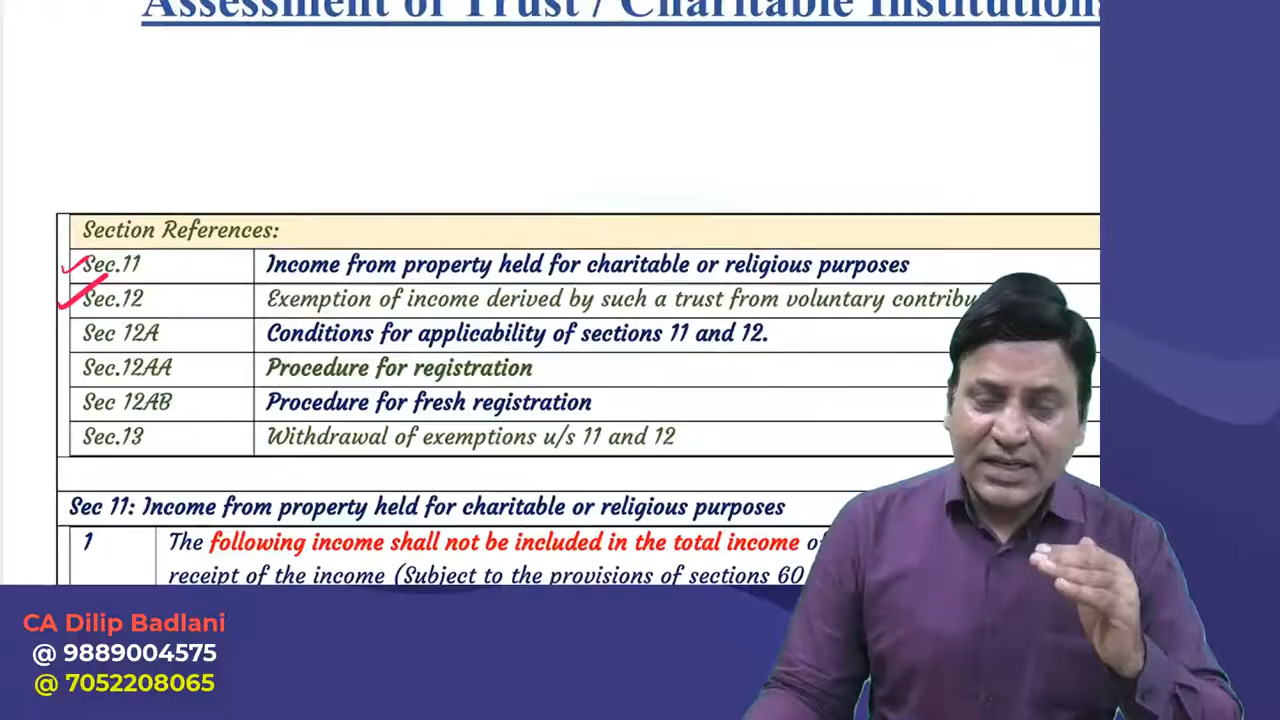 Assessment of Trust / Charitable Institutions
Section References:
Sec.11 Income from property held for charitable or religious purposes
Sec.12 Exemption of income derived by such a trust from voluntary
Sec 12A Conditions for applicability of sections 11 and 12.
Sec.12AA Procedure for registration
Sec 12AB Procedure for fresh registration
Sec.13 Withdrawal of exemptions u/s 11 and 12
Sec 11: Income from property held for charitable or religious purposes
1 The following income shall not be included in the total income
receipt of the income (Subject to the provisions of sections 60
CA Dilip Badlani
@ 9889004575
@ 7052208065